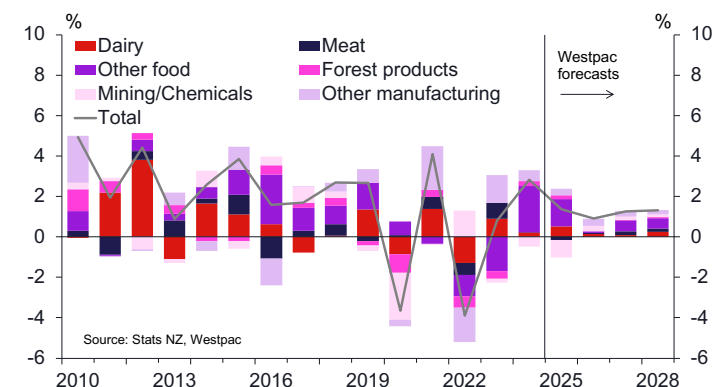 % %
10 10
Dairy Meat
Westpac
forecasts
8 8
Other food Forest products
Mining/Chemicals Other manufacturing
6 6
Total
4 4
2 2
0 0
-2 -2
-4 -4
Source: Stats NZ, Westpac
-6 -6
2010 2013 2016 2019 2022 2025 2028